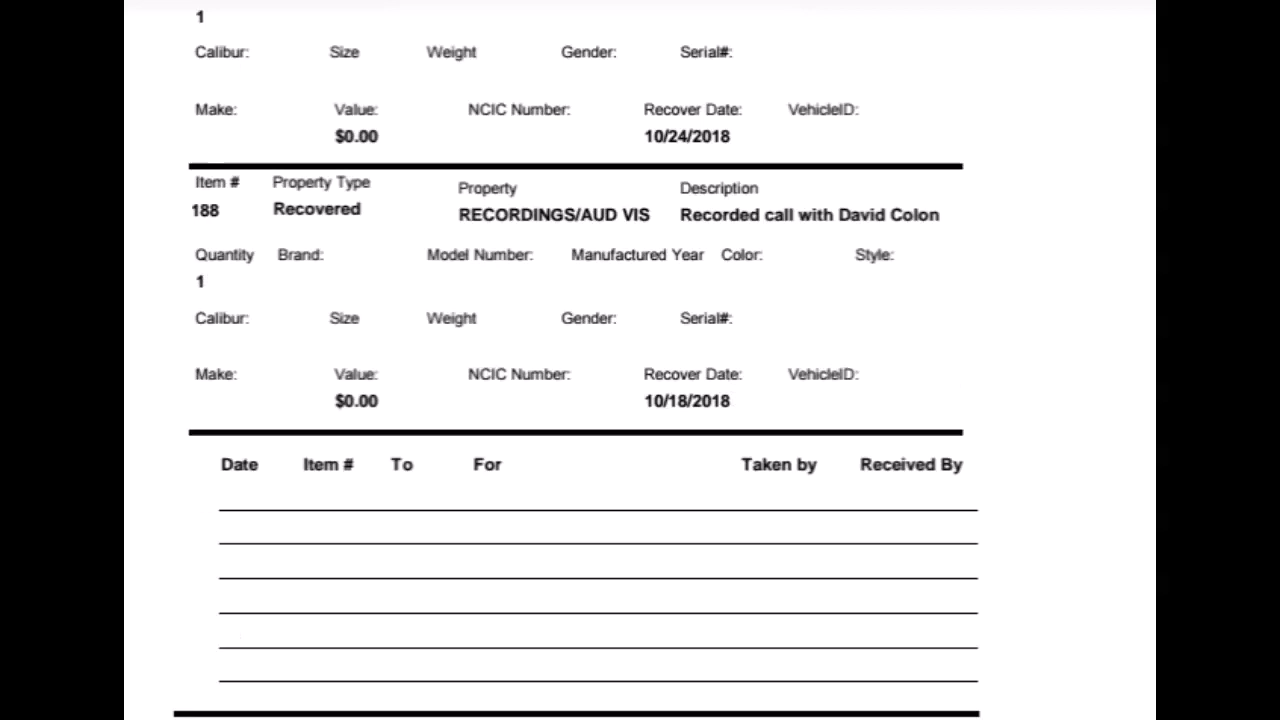 1
Calibur: Size Weight Gender: Serial#:
Make: Value: NCIC Number: Recover Date: VehicleID:
$0.00 10/24/2018
Item # Property Type Property Description
188 Recovered RECORDINGS/AUD VIS Recorded call with David Colon
Quantity Brand: Model Number: Manufactured Year Color: Style:
1
Calibur: Size Weight Gender: Serial#:
Make: Value: NCIC Number: Recover Date: VehicleID:
$0.00 10/18/2018
Date Item # To For Taken by Received By